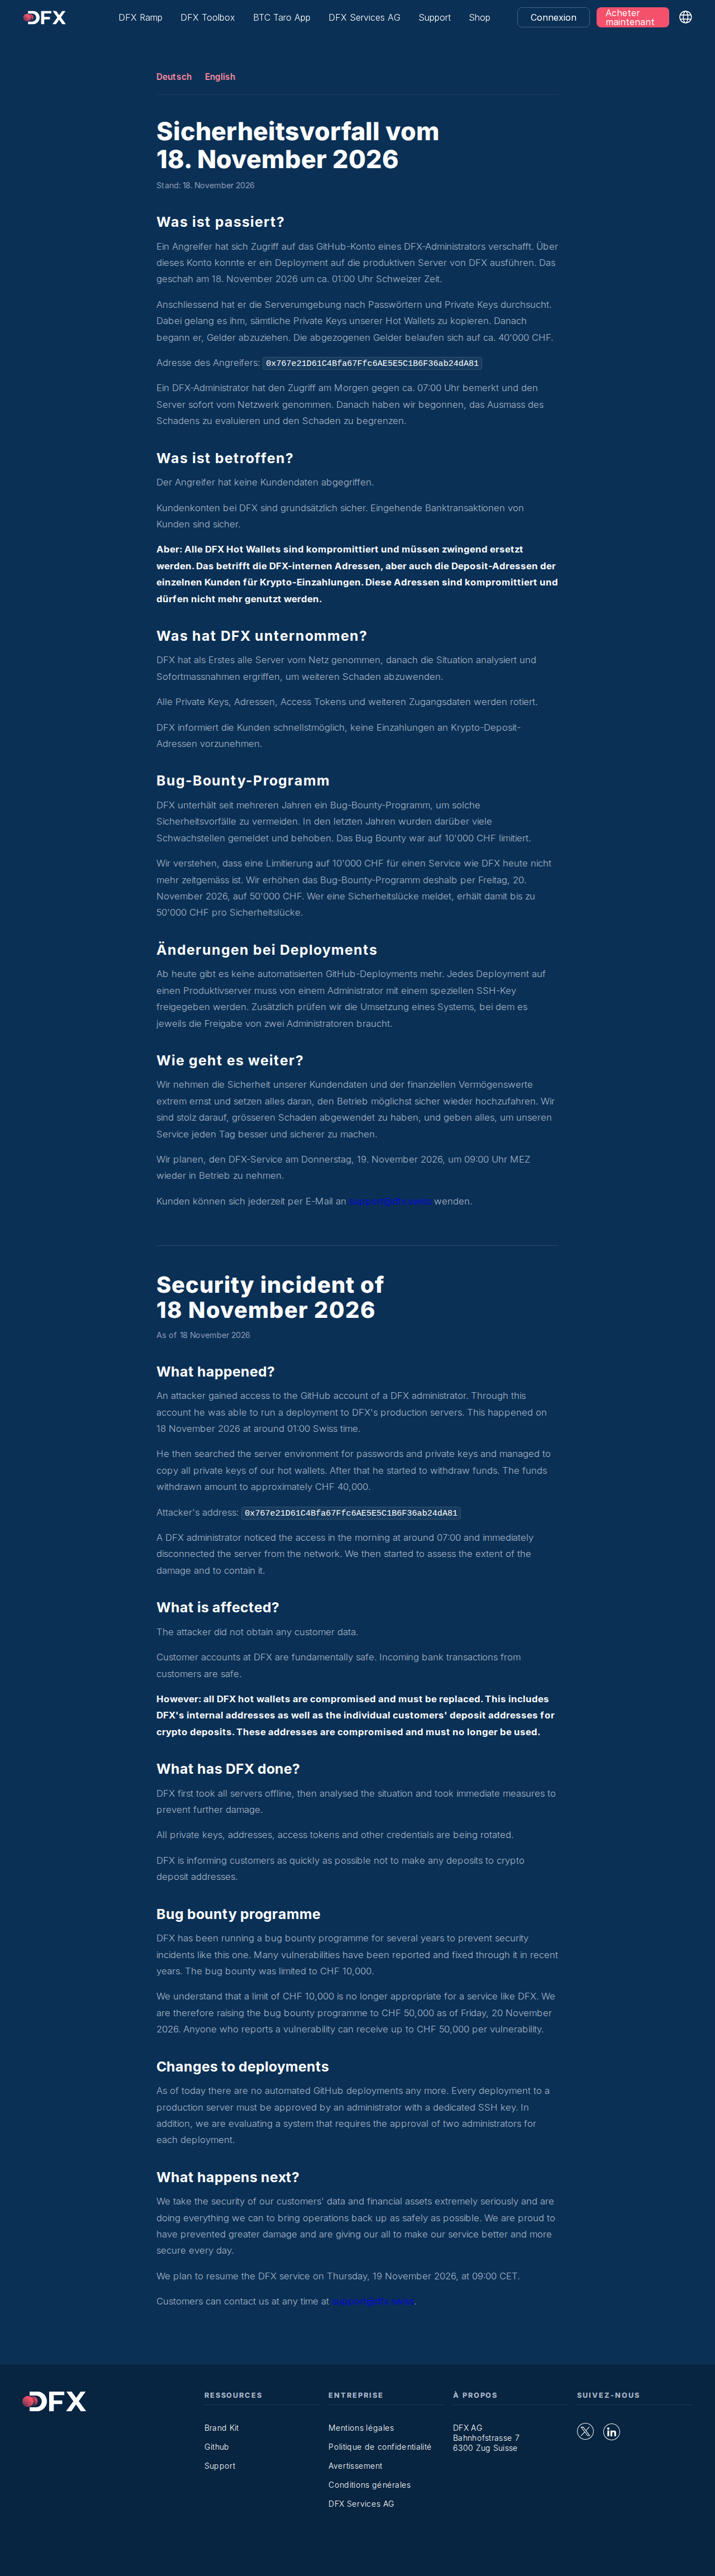 DFX
DFX Ramp
DFX Toolbox
BTC Taro App
DFX Services AG
Support
Shop
Connexion
Acheter
maintenant
Deutsch English
Sicherheitsvorfall vom
18. November 2026
Stand: 18. November 2026
Was ist passiert?
Ein Angreifer hat sich Zugriff auf das GitHub-Konto eines DFX-Administrators verschafft. Über
dieses Konto konnte er ein Deployment auf die produktiven Server von DFX ausführen. Das
geschah am 18. November 2026 um ca. 01:00 Uhr Schweizer Zeit.
Anschliessend hat er die Serverumgebung nach Passwörtern und Private Keys durchsucht.
Dabei gelang es ihm, sämtliche Private Keys unserer Hot Wallets zu kopieren. Danach
begann er, Gelder abzuziehen. Die abgezogenen Gelder belaufen sich auf ca. 40'000 CHF.
Adresse des Angreifers: 0x767e21D61C4Bfa67Ffc6AE5E5C1B6F36ab24dA81
Ein DFX-Administrator hat den Zugriff am Morgen gegen ca. 07:00 Uhr bemerkt und den
Server sofort vom Netzwerk genommen. Danach haben wir begonnen, das Ausmass des
Schadens zu evaluieren und den Schaden zu begrenzen.
Was ist betroffen?
Der Angreifer hat keine Kundendaten abgegriffen.
Kundenkonten bei DFX sind grundsätzlich sicher. Eingehende Banktransaktionen von
Kunden sind sicher.
Aber: Alle DFX Hot Wallets sind kompromittiert und müssen zwingend ersetzt
werden. Das betrifft die DFX-internen Adressen, aber auch die Deposit-Adressen der
einzelnen Kunden für Krypto-Einzahlungen. Diese Adressen sind kompromittiert und
dürfen nicht mehr genutzt werden.
Was hat DFX unternommen?
DFX hat als Erstes alle Server vom Netz genommen, danach die Situation analysiert und
Sofortmassnahmen ergriffen, um weiteren Schaden abzuwenden.
Alle Private Keys, Adressen, Access Tokens und weiteren Zugangsdaten werden rotiert.
DFX informiert die Kunden schnellstmöglich, keine Einzahlungen an Krypto-Deposit-
Adressen vorzunehmen.
Bug-Bounty-Programm
DFX unterhält seit mehreren Jahren ein Bug-Bounty-Programm, um solche
Sicherheitsvorfälle zu vermeiden. In den letzten Jahren wurden darüber viele
Schwachstellen gemeldet und behoben. Das Bug Bounty war auf 10'000 CHF limitiert.
Wir verstehen, dass eine Limitierung auf 10'000 CHF für einen Service wie DFX heute nicht
mehr zeitgemäss ist. Wir erhöhen das Bug-Bounty-Programm deshalb per Freitag, 20.
November 2026, auf 50'000 CHF. Wer eine Sicherheitslücke meldet, erhält damit bis zu
50'000 CHF pro Sicherheitslücke.
Änderungen bei Deployments
Ab heute gibt es keine automatisierten GitHub-Deployments mehr. Jedes Deployment auf
einen Produktivserver muss von einem Administrator mit einem speziellen SSH-Key
freigegeben werden. Zusätzlich prüfen wir die Umsetzung eines Systems, bei dem es
jeweils die Freigabe von zwei Administratoren braucht.
Wie geht es weiter?
Wir nehmen die Sicherheit unserer Kundendaten und der finanziellen Vermögenswerte
extrem ernst und setzen alles daran, den Betrieb möglichst sicher wieder hochzufahren. Wir
sind stolz darauf, grösseren Schaden abgewendet zu haben, und geben alles, um unseren
Service jeden Tag besser und sicherer zu machen.
Wir planen, den DFX-Service am Donnerstag, 19. November 2026, um 09:00 Uhr MEZ
wieder in Betrieb zu nehmen.
Kunden können sich jederzeit per E-Mail an support@dfx.swiss wenden.
Security incident of
18 November 2026
As of 18 November 2026
What happened?
An attacker gained access to the GitHub account of a DFX administrator. Through this
account he was able to run a deployment to DFX's production servers. This happened on
18 November 2026 at around 01:00 Swiss time.
He then searched the server environment for passwords and private keys and managed to
copy all private keys of our hot wallets. After that he started to withdraw funds. The funds
withdrawn amount to approximately CHF 40,000.
Attacker's address: 0x767e21D61C4Bfa67Ffc6AE5E5C1B6F36ab24dA81
A DFX administrator noticed the access in the morning at around 07:00 and immediately
disconnected the server from the network. We then started to assess the extent of the
damage and to contain it.
What is affected?
The attacker did not obtain any customer data.
Customer accounts at DFX are fundamentally safe. Incoming bank transactions from
customers are safe.
However: all DFX hot wallets are compromised and must be replaced. This includes
DFX's internal addresses as well as the individual customers' deposit addresses for
crypto deposits. These addresses are compromised and must no longer be used.
What has DFX done?
DFX first took all servers offline, then analysed the situation and took immediate measures to
prevent further damage.
All private keys, addresses, access tokens and other credentials are being rotated.
DFX is informing customers as quickly as possible not to make any deposits to crypto
deposit addresses.
Bug bounty programme
DFX has been running a bug bounty programme for several years to prevent security
incidents like this one. Many vulnerabilities have been reported and fixed through it in recent
years. The bug bounty was limited to CHF 10,000.
We understand that a limit of CHF 10,000 is no longer appropriate for a service like DFX. We
are therefore raising the bug bounty programme to CHF 50,000 as of Friday, 20 November
2026. Anyone who reports a vulnerability can receive up to CHF 50,000 per vulnerability.
Changes to deployments
As of today there are no automated GitHub deployments any more. Every deployment to a
production server must be approved by an administrator with a dedicated SSH key. In
addition, we are evaluating a system that requires the approval of two administrators for
each deployment.
What happens next?
We take the security of our customers' data and financial assets extremely seriously and are
doing everything we can to bring operations back up as safely as possible. We are proud to
have prevented greater damage and are giving our all to make our service better and more
secure every day.
We plan to resume the DFX service on Thursday, 19 November 2026, at 09:00 CET.
Customers can contact us at any time at support@dfx.swiss.
DFX
RESSOURCES
Brand Kit
Github
Support
ENTREPRISE
Mentions légales
Politique de confidentialité
Avertissement
Conditions générales
DFX Services AG
À PROPOS
DFX AG
Bahnhofstrasse 7
6300 Zug Suisse
SUIVEZ-NOUS